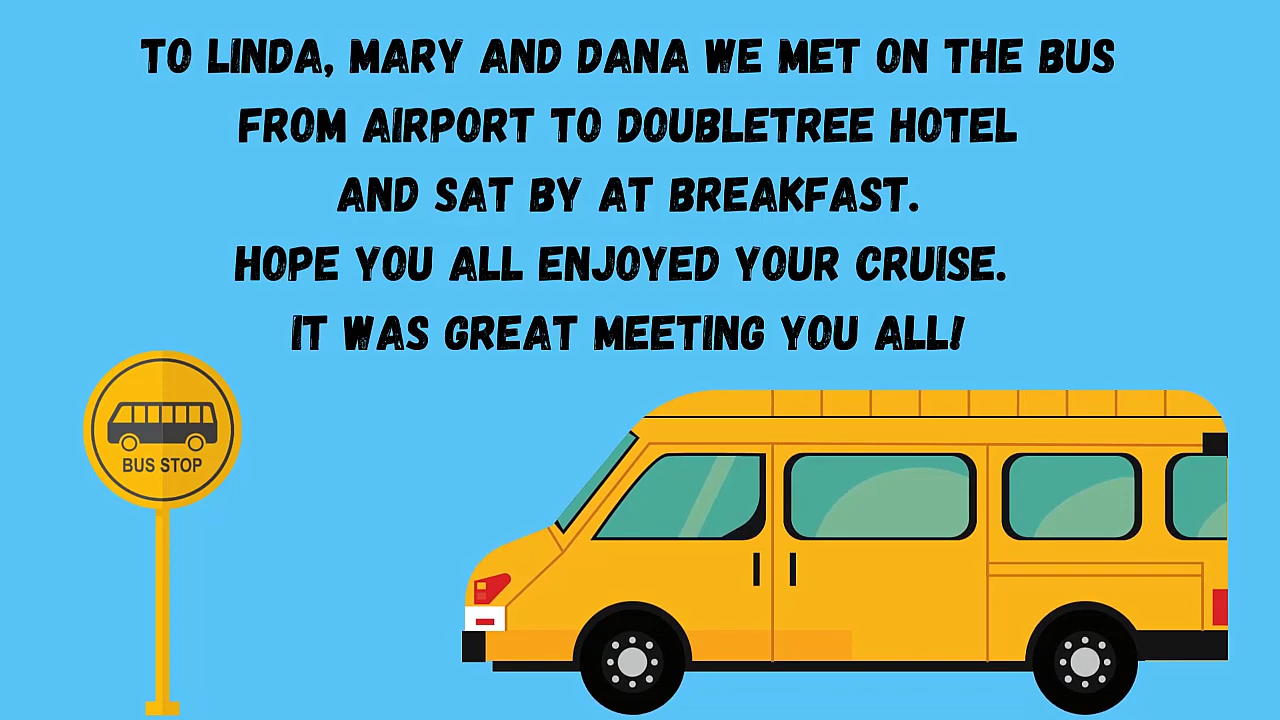 TO LINDA, MARY AND DANA WE MET ON THE BUS
FROM AIRPORT TO DOUBLETREE HOTEL
AND SAT BY AT BREAKFAST.
HOPE YOU ALL ENJOYED YOUR CRUISE.
IT WAS GREAT MEETING YOU ALL!
BUS STOP